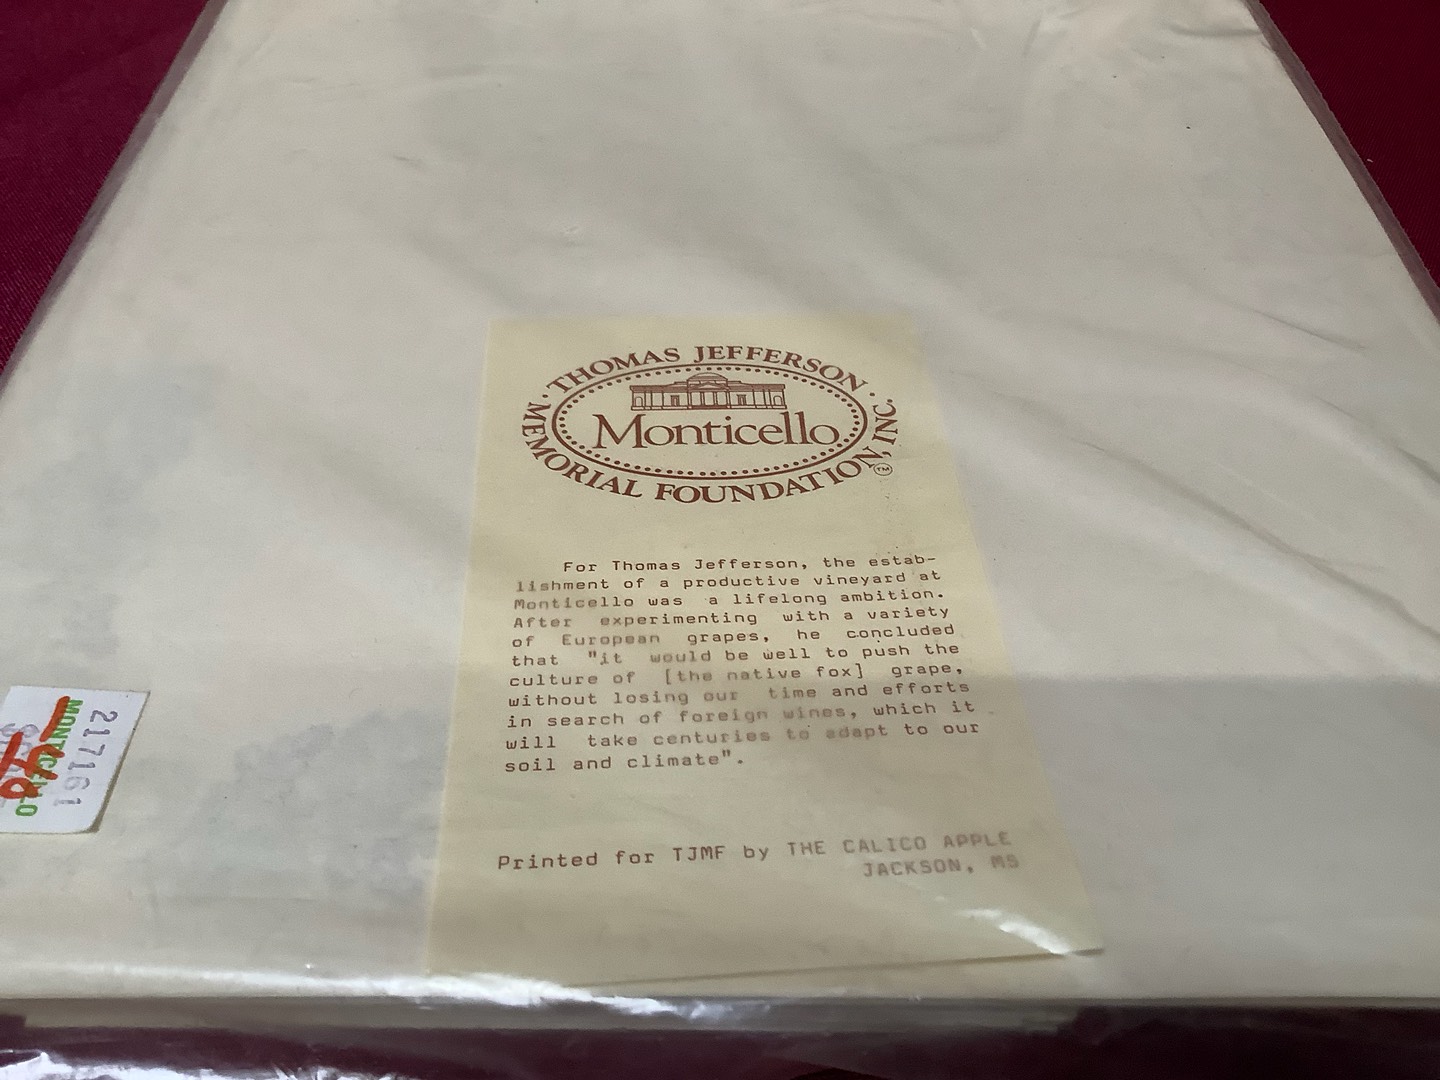 THOMAS JEFFERSON
Monticello
MEMORIAL FOUNDATION, INC.
TM
For Thomas Jefferson, the estab-
lishment of a productive vineyard at
Monticello was a lifelong ambition.
After experimenting with a variety
of European grapes, he concluded
that "it would be well to push the
culture of [the native fox] grape,
without losing our time and efforts
in search of foreign wines, which it
will take centuries to adapt to our
soil and climate".
Printed for TJMF by THE CALICO APPLE
JACKSON, MS
217161
MONTICELLO